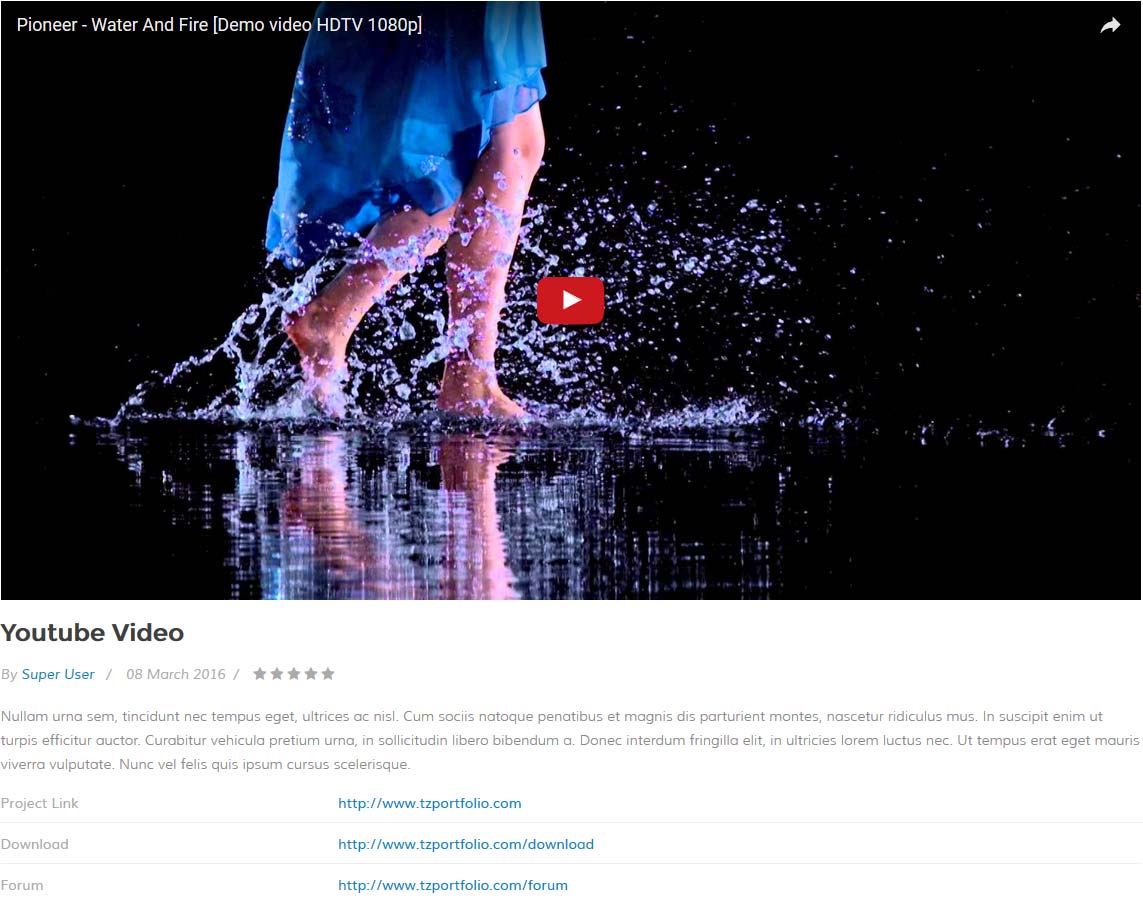 Pioneer - Water And Fire [Demo video HDTV 1080p]
Youtube Video
By Super User / 08 March 2016 /
Nullam urna sem, tincidunt nec tempus eget, ultrices ac nisl. Cum sociis natoque penatibus et magnis dis parturient montes, nascetur ridiculus mus. In suscipit enim ut
turpis efficitur auctor. Curabitur vehicula pretium urna, in sollicitudin libero bibendum a. Donec interdum fringilla elit, in ultricies lorem luctus nec. Ut tempus erat eget mauris
viverra vulputate. Nunc vel felis quis ipsum cursus scelerisque.
Project Link http://www.tzportfolio.com
Download http://www.tzportfolio.com/download
Forum http://www.tzportfolio.com/forum